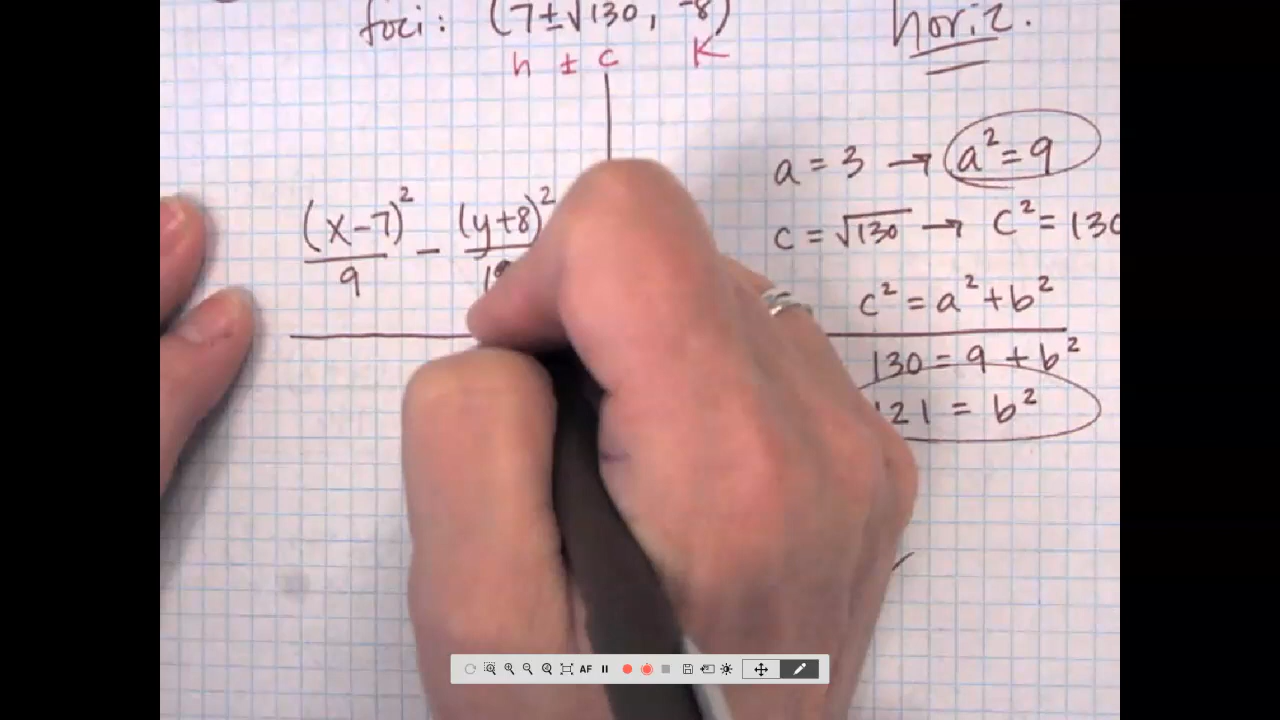 foci: (7±√130, -8)
horiz.
h ± c K
a = 3 → a² = 9
(x-7)² - (y+8)²
9
c = √130 → c² = 130
c² = a² + b²
130 = 9 + b²
121 = b²
AF